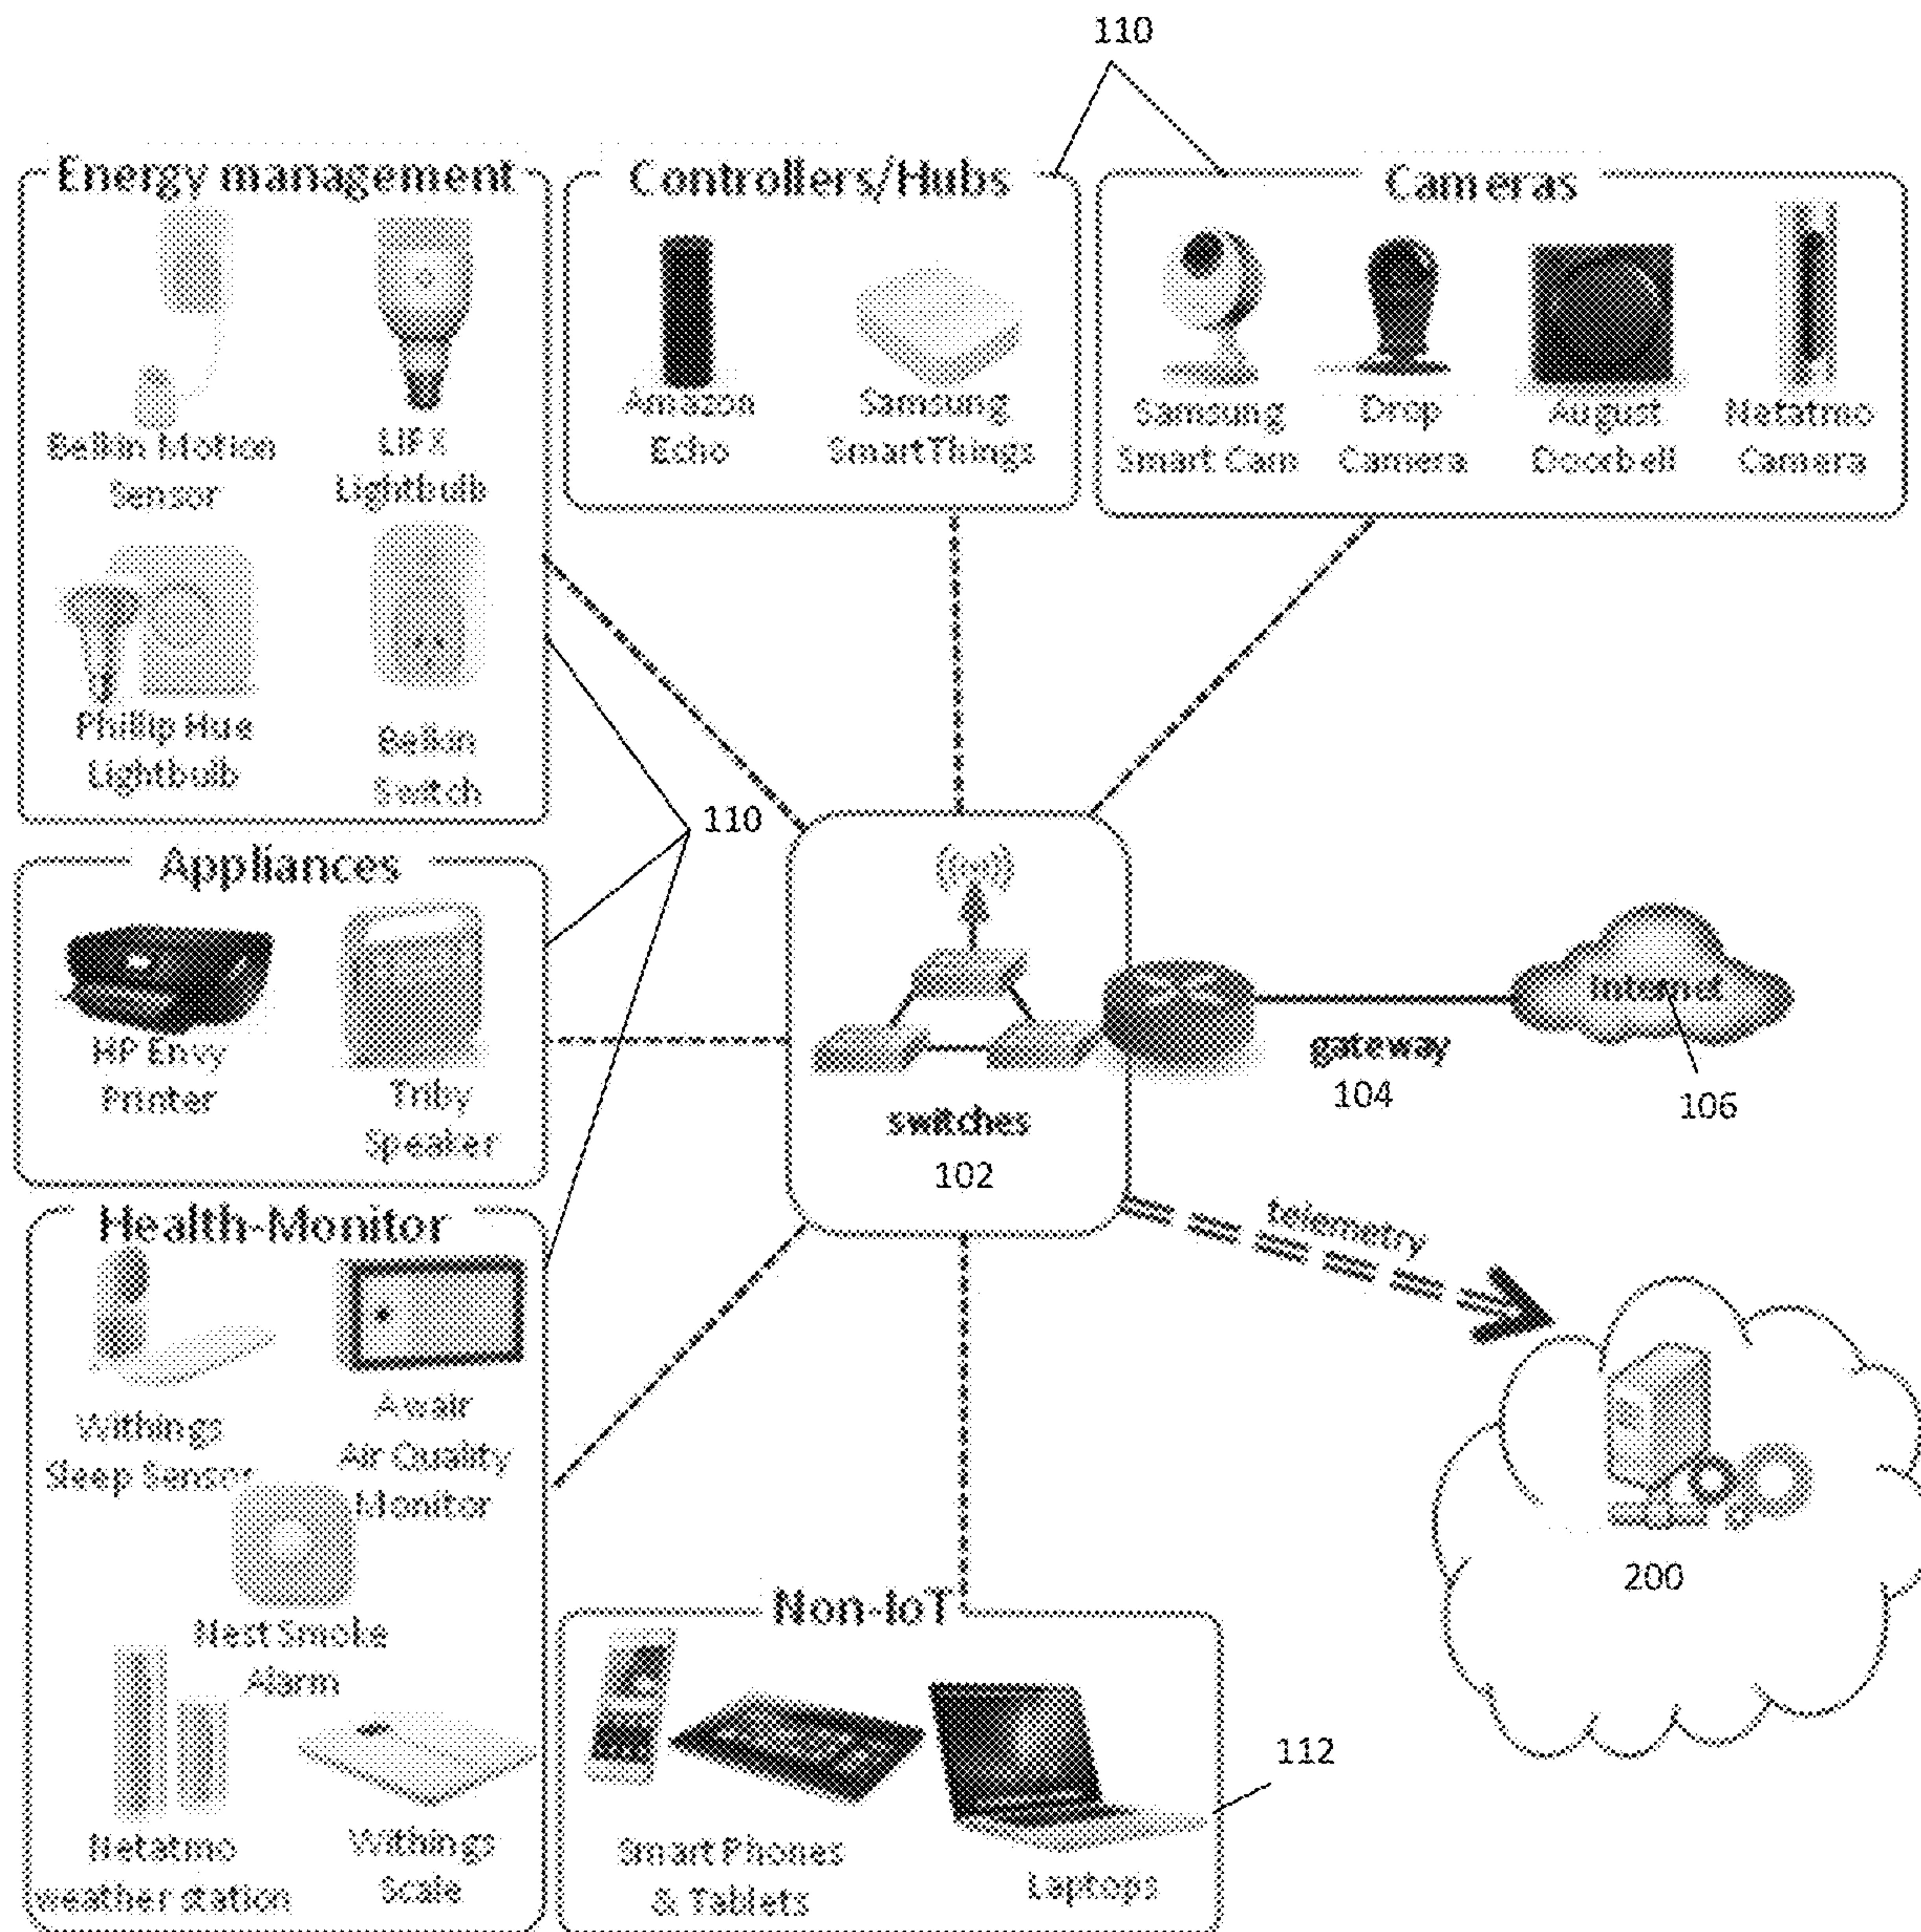 110
Energy management
Controllers/Hubs
Cameras
Belkin Motion
Sensor
LIFX
Lightbulb
Phillip Hue
Lightbulb
Belkin
Switch
Amazon
Echo
Samsung
SmartThings
Samsung
Smart Cam
Drop
Camera
August
Doorbell
Netatmo
Camera
110
Appliances
HP Envy
Printer
Triby
Speaker
switches
102
gateway
104
Internet
106
telemetry
200
Health-Monitor
Withings
Sleep Sensor
Awair
Air Quality
Monitor
Nest Smoke
Alarm
Netatmo
weather station
Withings
Scale
Non-IoT
Smart Phones
& Tablets
Laptops
112